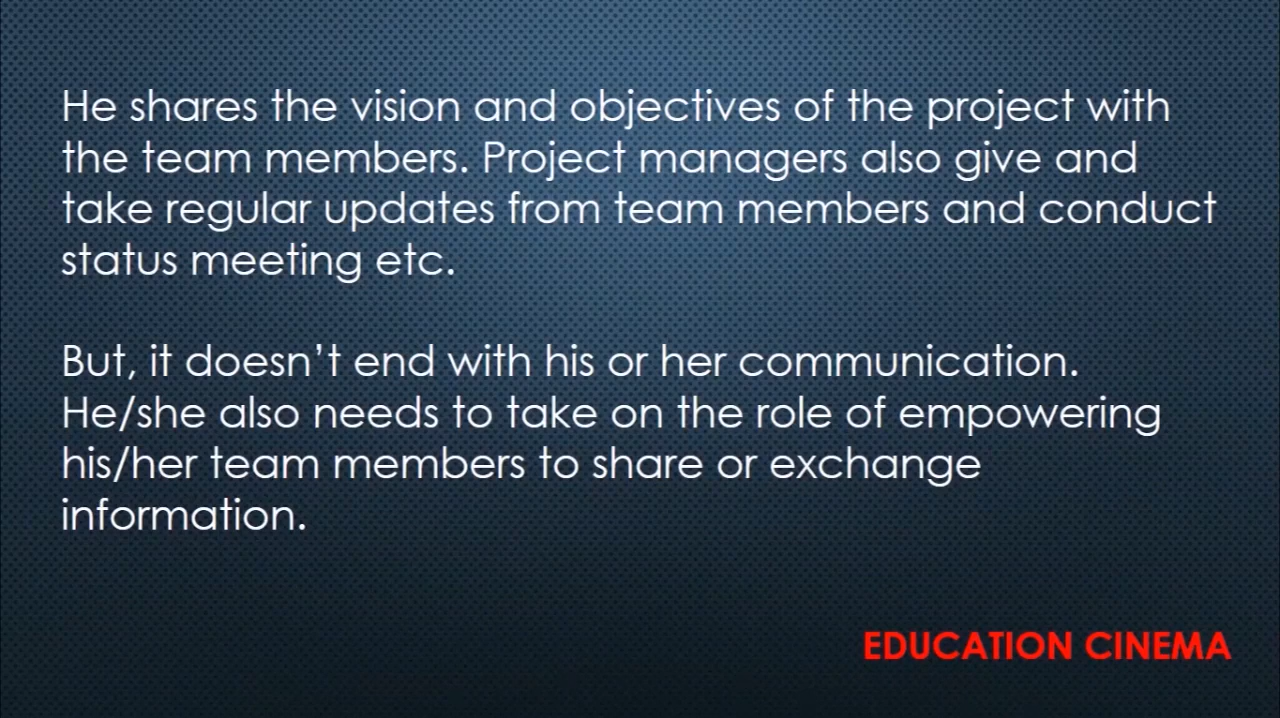 He shares the vision and objectives of the project with
the team members. Project managers also give and
take regular updates from team members and conduct
status meeting etc.
But, it doesn’t end with his or her communication.
He/she also needs to take on the role of empowering
his/her team members to share or exchange
information.
EDUCATION CINEMA